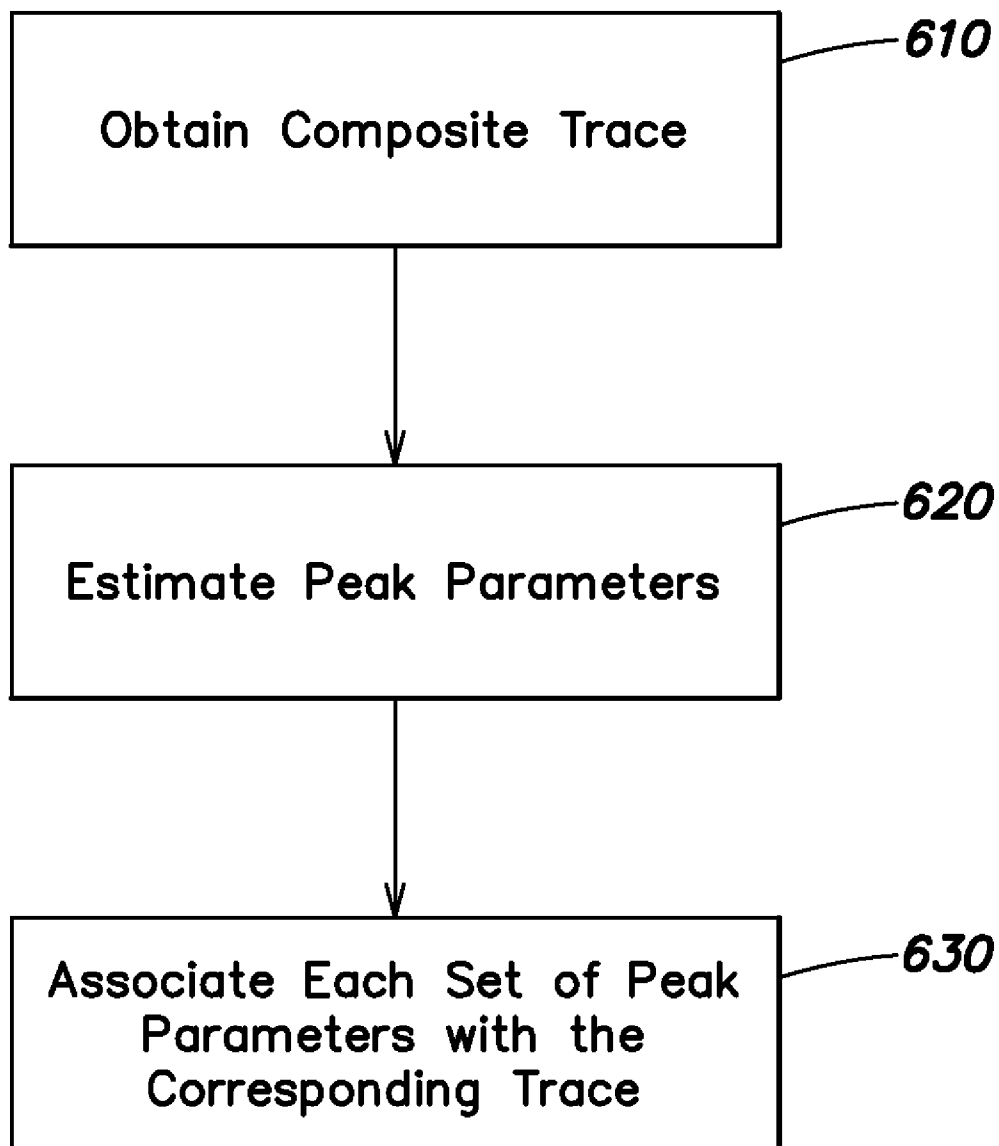 610
Obtain Composite Trace
620
Estimate Peak Parameters
630
Associate Each Set of Peak
Parameters with the
Corresponding Trace